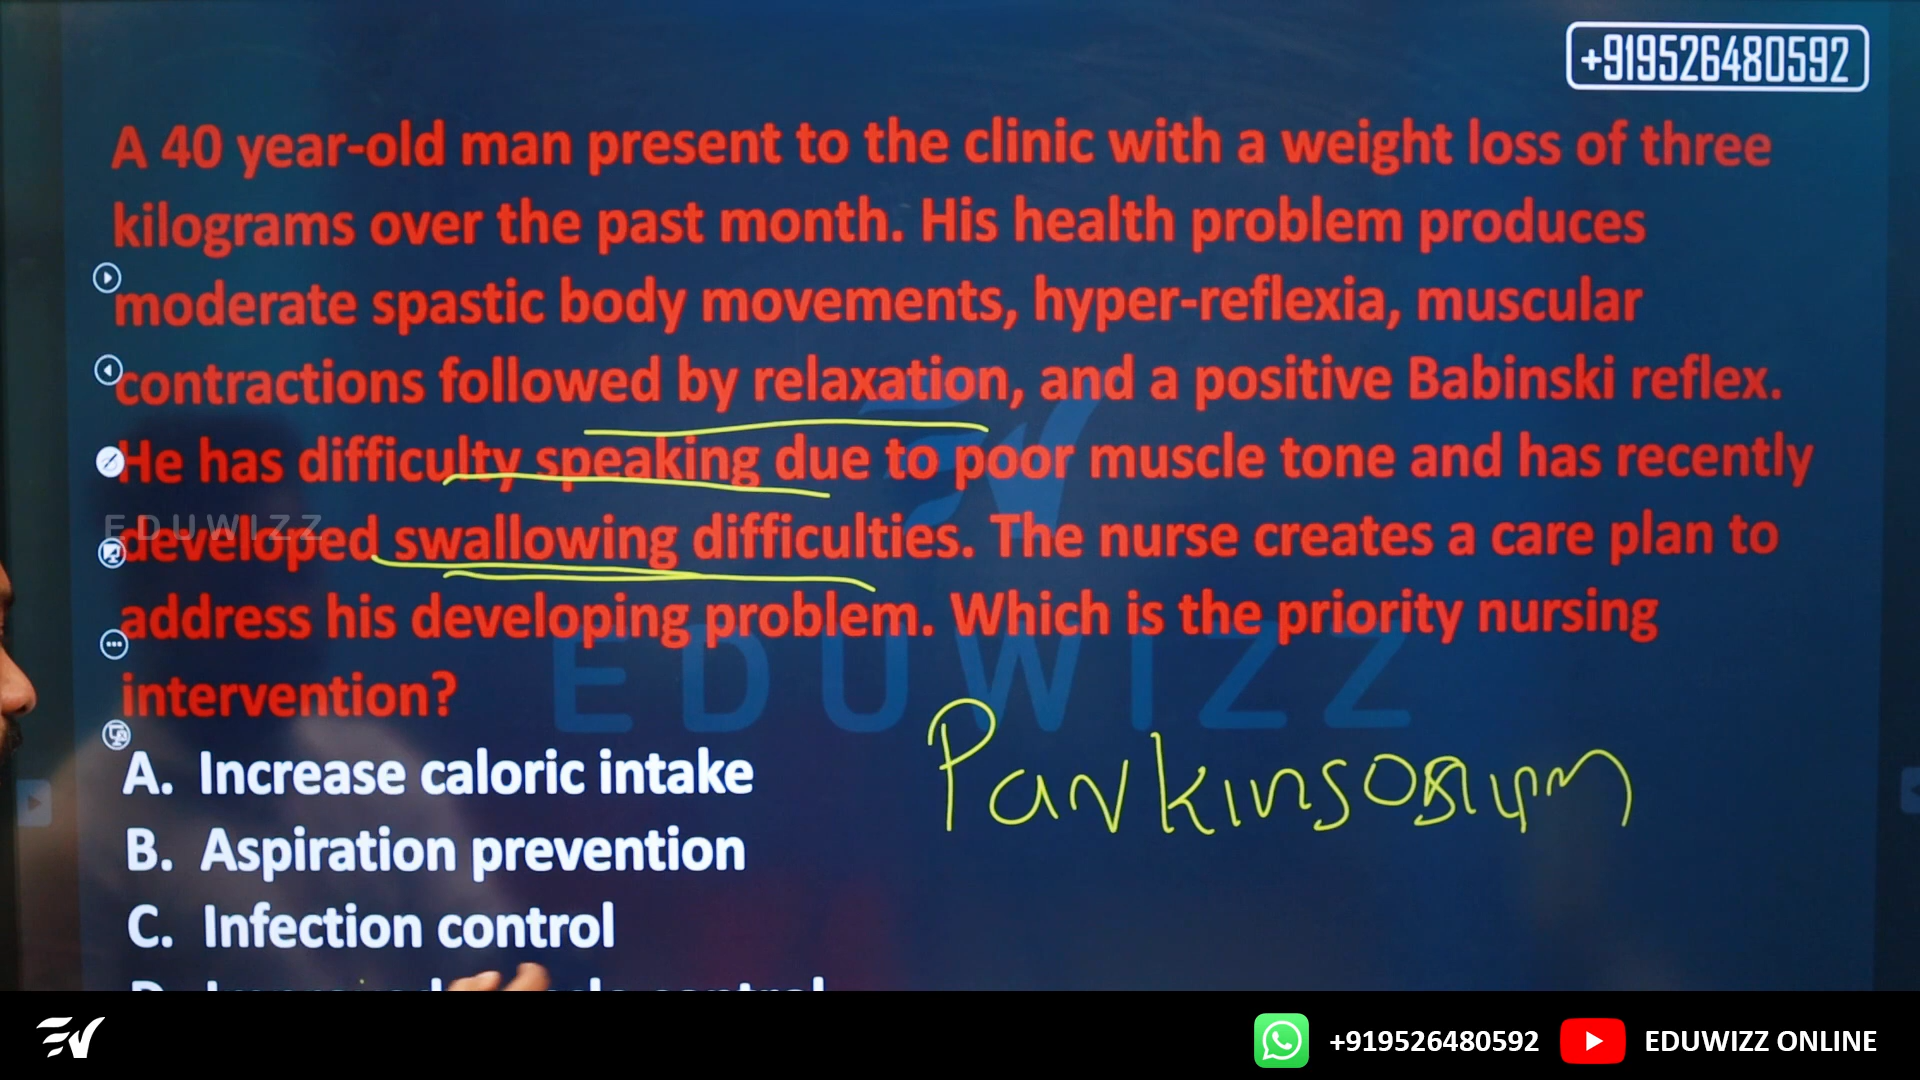 +919526480592
A 40 year-old man present to the clinic with a weight loss of three
kilograms over the past month. His health problem produces
moderate spastic body movements, hyper-reflexia, muscular
contractions followed by relaxation, and a positive Babinski reflex.
He has difficulty speaking due to poor muscle tone and has recently
EDUWIZZ
developed swallowing difficulties. The nurse creates a care plan to
address his developing problem. Which is the priority nursing
EDUWIZZ
intervention?
A. Increase caloric intake
B. Aspiration prevention
C. Infection control
D. control
+919526480592
EDUWIZZ ONLINE